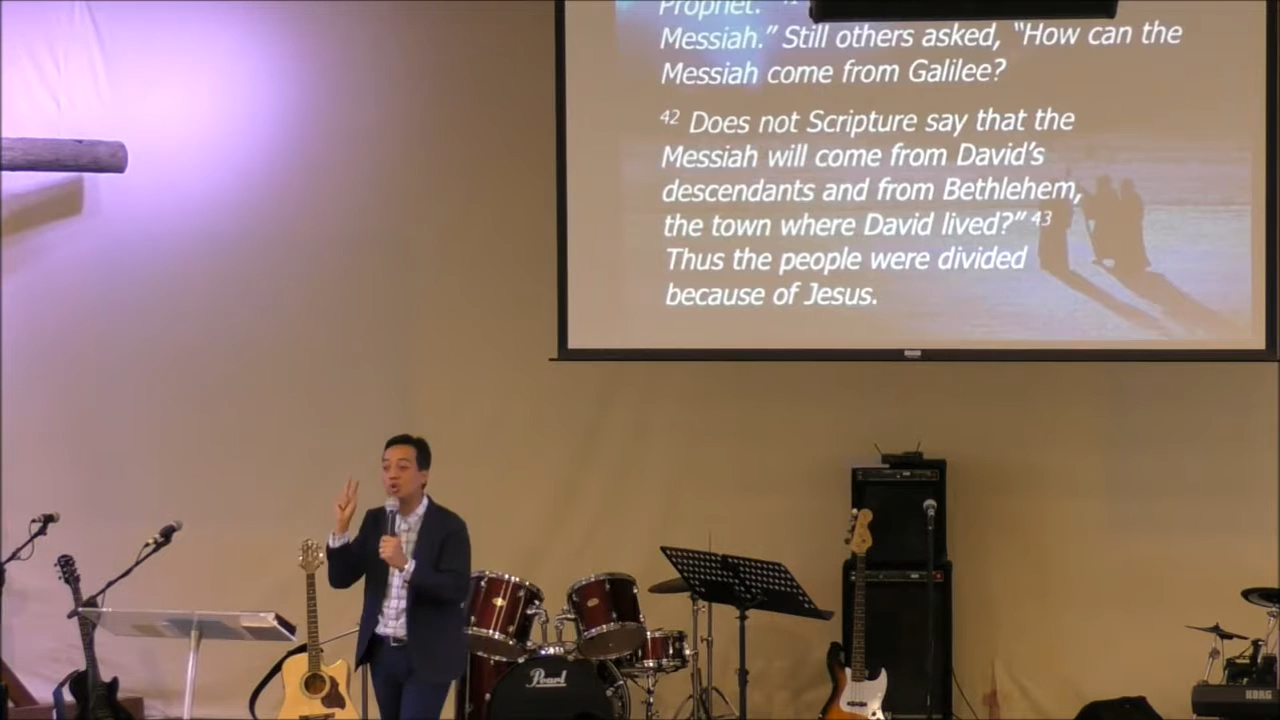 Prophet."
Messiah." Still others asked, "How can the
Messiah come from Galilee?
42 Does not Scripture say that the
Messiah will come from David's
descendants and from Bethlehem,
the town where David lived?" 43
Thus the people were divided
because of Jesus.
Pearl
KORG